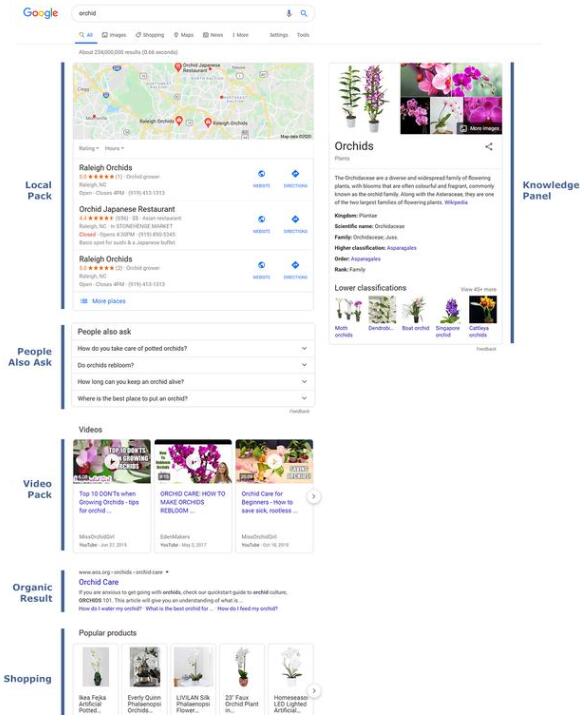 Google
orchid
All Images Shopping Maps News More Settings Tools
About 234,000,000 results (0.66 seconds)
Local
Pack
Orchid Japanese
Restaurant
Morrisville
Raleigh Orchids
Raleigh Orchids
Map data ©2020
Rating Hours
Raleigh Orchids
5.0 ★★★★★ (1) · Orchid grower
Raleigh, NC
Open · Closes 4PM · (919) 413-1313
WEBSITE DIRECTIONS
Orchid Japanese Restaurant
4.4 ★★★★★ (656) · $$ · Asian restaurant
Raleigh, NC · In STONEHENGE MARKET
Closed · Opens 4:30PM · (919) 890-5345
Basic spot for sushi & a Japanese buffet
WEBSITE DIRECTIONS
Raleigh Orchids
5.0 ★★★★★ (2) · Orchid grower
Raleigh, NC
Open · Closes 4PM · (919) 413-1313
WEBSITE DIRECTIONS
More places
People
Also Ask
People also ask
How do you take care of potted orchids?
Do orchids rebloom?
How long can you keep an orchid alive?
Where is the best place to put an orchid?
Feedback
Video
Pack
Videos
TOP 10 DON'TS
WHEN GROWING
ORCHIDS
Top 10 DON'Ts when
Growing Orchids - tips
for orchid ...
MissOrchidGirl
YouTube · Jun 27, 2019
ORCHID CARE: HOW TO
MAKE ORCHIDS
REBLOOM ...
EdenMakers
YouTube · May 2, 2017
SAVING
ORCHIDS!
Orchid Care for
Beginners - How to
save sick, rootless ...
MissOrchidGirl
YouTube · Oct 18, 2019
Organic
Result
www.aos.org › orchids › orchid-care
Orchid Care
If you are anxious to get going with orchids, check our quickstart guide to orchid culture.
ORCHIDS 101. This article will give you an understanding of what is...
How do I water my orchid? · What is the best orchid for ... · How do I feed my orchid?
Shopping
Popular products
Ikea Fejka
Artificial
Potted...
Everly Quinn
Phalaenopsi
Orchids...
LIVILAN Silk
Phalaenopsi
Flower...
23" Faux
Orchid Plant
in...
Homeseason
LED Lighted
Artificial...
Knowledge
Panel
More images
Orchids
Plants
The Orchidaceae are a diverse and widespread family of flowering
plants, with blooms that are often colourful and fragrant, commonly
known as the orchid family. Along with the Asteraceae, they are
one of the two largest families of flowering plants. Wikipedia
Kingdom: Plantae
Scientific name: Orchidaceae
Family: Orchidaceae; Juss.
Higher classification: Asparagales
Order: Asparagales
Rank: Family
Lower classifications View 45+ more
Moth
orchids
Dendrobi...
Boat orchid
Singapore
orchid
Cattleya
orchids
Feedback